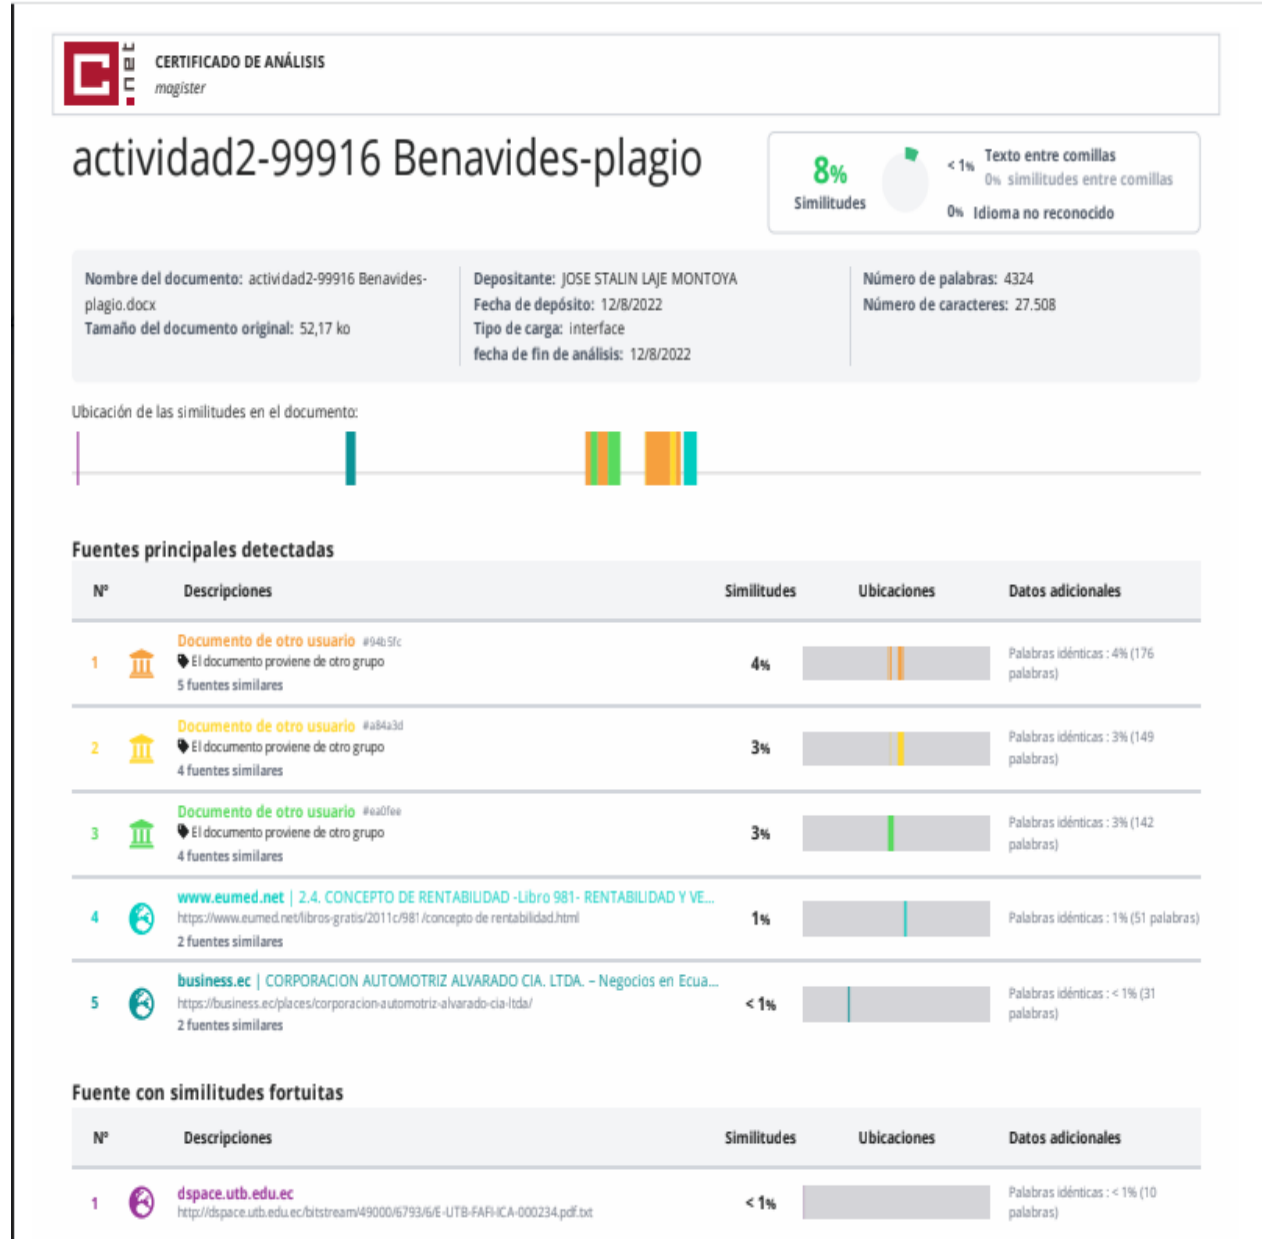 C.net
CERTIFICADO DE ANÁLISIS
magister
actividad2-99916 Benavides-plagio
8%
Similitudes
< 1% Texto entre comillas
0% similitudes entre comillas
0% Idioma no reconocido
Nombre del documento: actividad2-99916 Benavides-
plagio.docx
Tamaño del documento original: 52,17 ko
Depositante: JOSE STALIN LAJE MONTOYA
Fecha de depósito: 12/8/2022
Tipo de carga: interface
fecha de fin de análisis: 12/8/2022
Número de palabras: 4324
Número de caracteres: 27.508
Ubicación de las similitudes en el documento:
Fuentes principales detectadas
Nº Descripciones Similitudes Ubicaciones Datos adicionales
1 Documento de otro usuario #94b5fc
El documento proviene de otro grupo
5 fuentes similares
4%
Palabras idénticas : 4% (176
palabras)
2 Documento de otro usuario #a84a3d
El documento proviene de otro grupo
4 fuentes similares
3%
Palabras idénticas : 3% (149
palabras)
3 Documento de otro usuario #ea0fee
El documento proviene de otro grupo
4 fuentes similares
3%
Palabras idénticas : 3% (142
palabras)
4 www.eumed.net | 2.4. CONCEPTO DE RENTABILIDAD -Libro 981- RENTABILIDAD Y VE...
https://www.eumed.net/libros-gratis/2011c/981/concepto de rentabilidad.html
2 fuentes similares
1%
Palabras idénticas : 1% (51 palabras)
5 business.ec | CORPORACION AUTOMOTRIZ ALVARADO CIA. LTDA. – Negocios en Ecua...
https://business.ec/places/corporacion-automotriz-alvarado-cia-ltda/
2 fuentes similares
< 1%
Palabras idénticas : < 1% (31
palabras)
Fuente con similitudes fortuitas
Nº Descripciones Similitudes Ubicaciones Datos adicionales
1 dspace.utb.edu.ec
http://dspace.utb.edu.ec/bitstream/49000/6793/6/E-UTB-FAFI-ICA-000234.pdf.txt
< 1%
Palabras idénticas : < 1% (10
palabras)